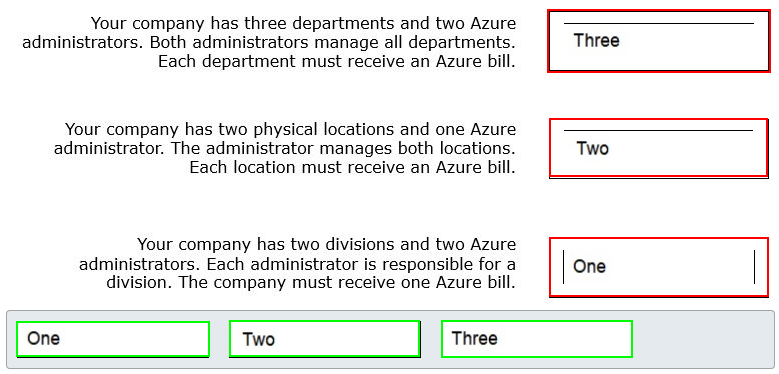 Your company has three departments and two Azure
administrators. Both administrators manage all departments.
Each department must receive an Azure bill.
Three
Your company has two physical locations and one Azure
administrator. The administrator manages both locations.
Each location must receive an Azure bill.
Two
Your company has two divisions and two Azure
administrators. Each administrator is responsible for a
division. The company must receive one Azure bill.
One
One
Two
Three